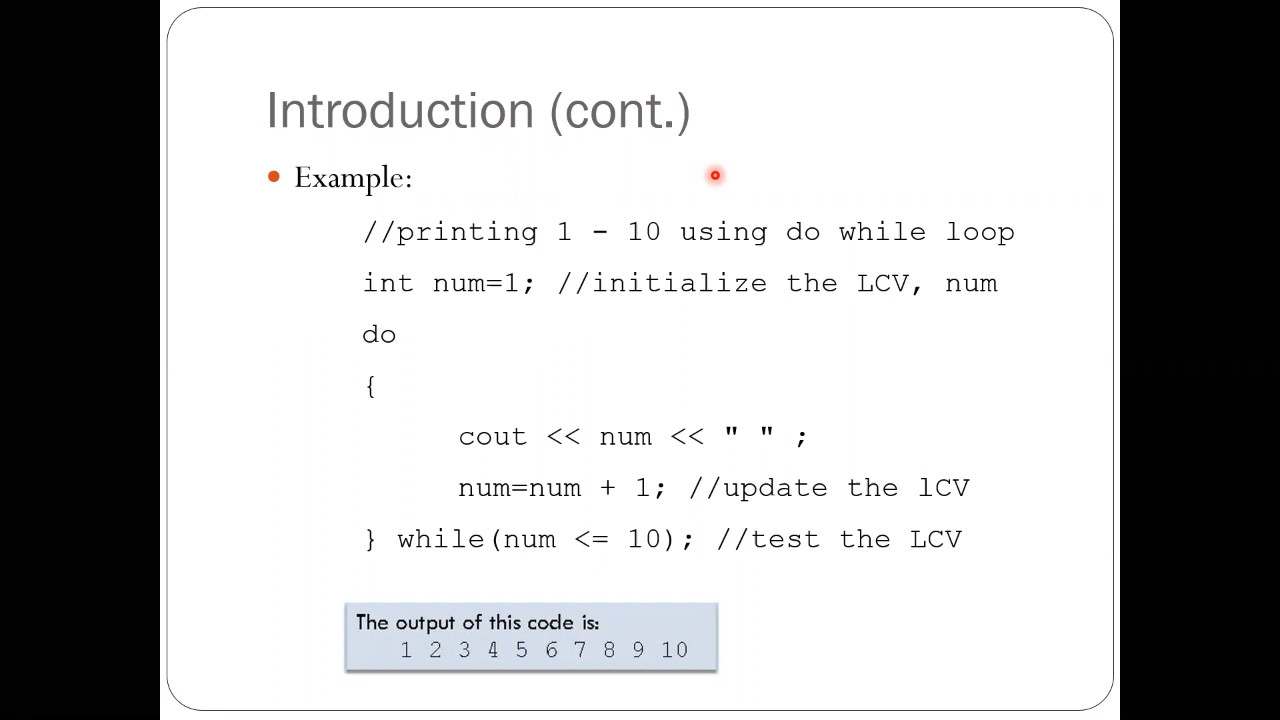 Introduction (cont.)
• Example:
//printing 1 - 10 using do while loop
int num=1; //initialize the LCV, num
do
{
cout << num << " " ;
num=num + 1; //update the lCV
} while(num <= 10); //test the LCV
The output of this code is:
1 2 3 4 5 6 7 8 9 10